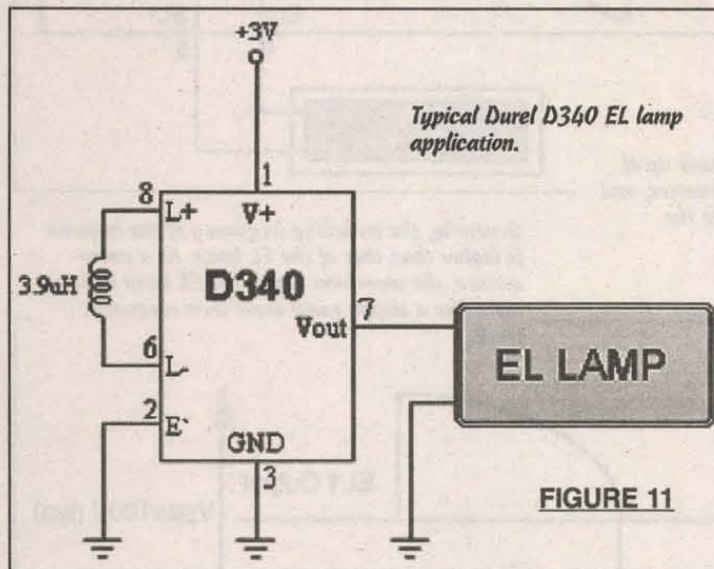 +3V
Typical Durel D340 EL lamp
application.
1
8
L+
V+
3.9uH
D340
Vout
7
6
L-
EL LAMP
2
E`
GND
3
FIGURE 11